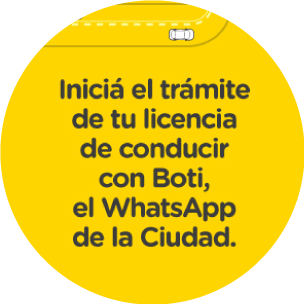 Iniciá el trámite
de tu licencia
de conducir
con Boti,
el WhatsApp
de la Ciudad.